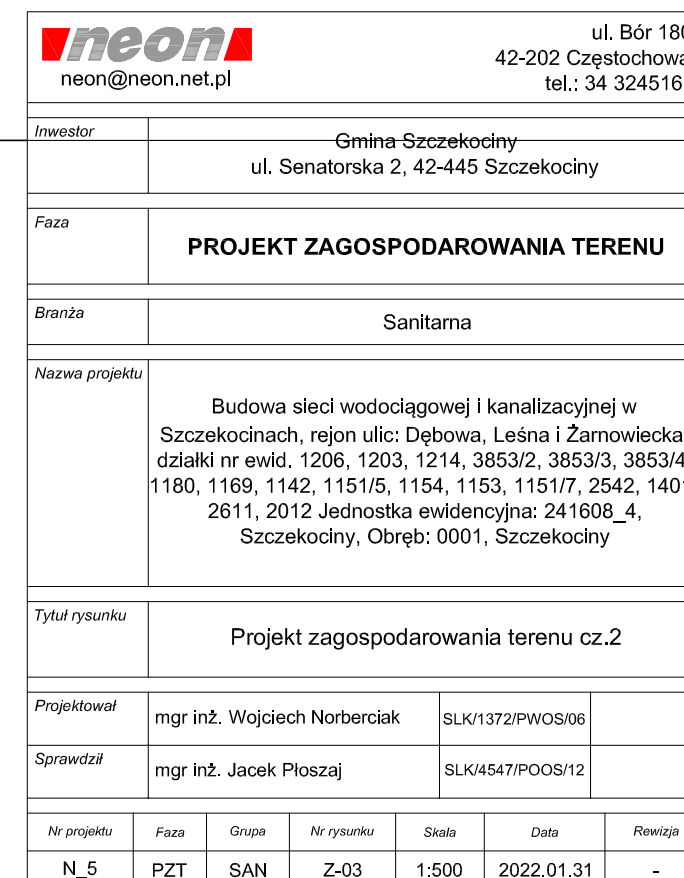 neon
neon@neon.net.pl
ul. Bór 180
42-202 Częstochowa
tel.: 34 324516
Inwestor
Gmina Szczekociny
ul. Senatorska 2, 42-445 Szczekociny
Faza
PROJEKT ZAGOSPODAROWANIA TERENU
Branża
Sanitarna
Nazwa projektu
Budowa sieci wodociągowej i kanalizacyjnej w
Szczekocinach, rejon ulic: Dębowa, Leśna i Żarnowiecka
działki nr ewid. 1206, 1203, 1214, 3853/2, 3853/3, 3853/4
1180, 1169, 1142, 1151/5, 1154, 1153, 1151/7, 2542, 1401
2611, 2012 Jednostka ewidencyjna: 241608_4,
Szczekociny, Obręb: 0001, Szczekociny
Tytuł rysunku
Projekt zagospodarowania terenu cz.2
Projektował
mgr inż. Wojciech Norberciak SLK/1372/PWOS/06
Sprawdził
mgr inż. Jacek Płoszaj SLK/4547/POOS/12
Nr projektu Faza Grupa Nr rysunku Skala Data Rewizja
N_5 PZT SAN Z-03 1:500 2022.01.31 -